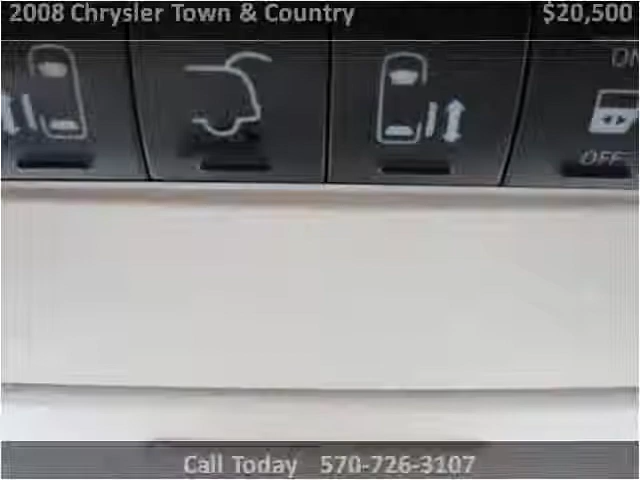 2008 Chrysler Town & Country $20,500
ON
OFF
Call Today 570-726-3107